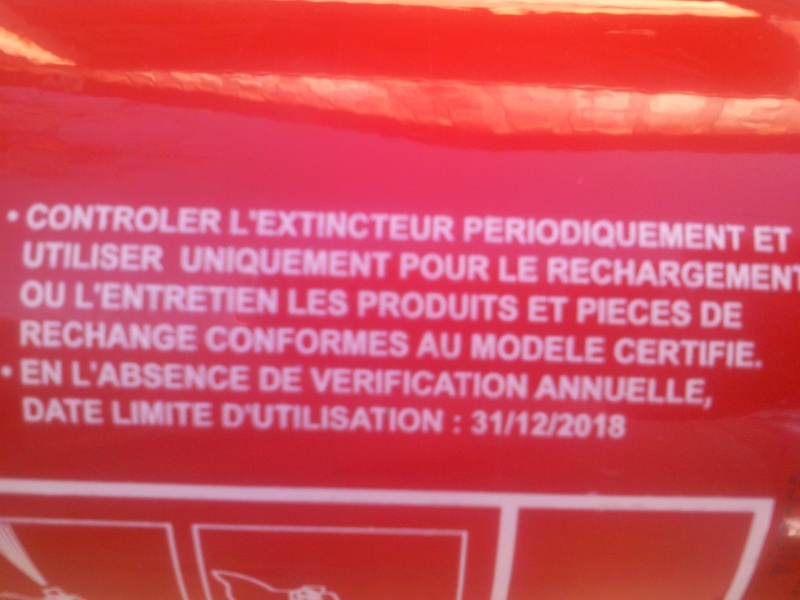 • CONTROLER L'EXTINCTEUR PERIODIQUEMENT ET
UTILISER UNIQUEMENT POUR LE RECHARGEMENT
OU L'ENTRETIEN LES PRODUITS ET PIECES DE
RECHANGE CONFORMES AU MODELE CERTIFIE.
• EN L'ABSENCE DE VERIFICATION ANNUELLE,
DATE LIMITE D'UTILISATION : 31/12/2018